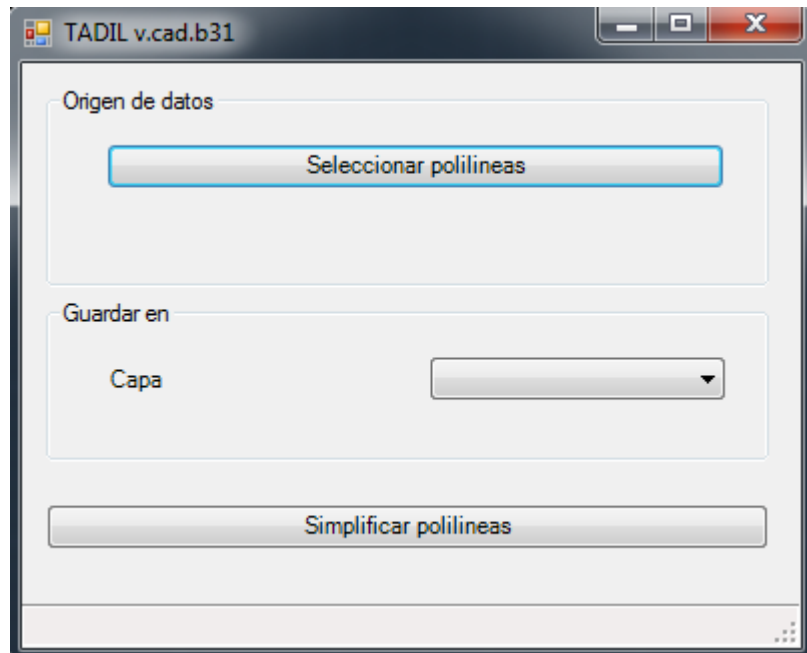 TADIL v.cad.b31
Origen de datos
Seleccionar polilineas
Guardar en
Capa
Simplificar polilineas